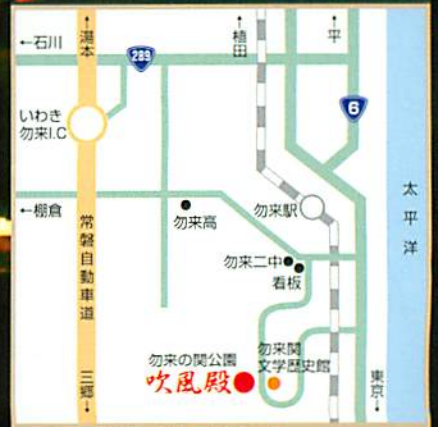 ←石川
↑湯本
289
↑植田
↑平
6
いわき
勿来I.C
太平洋
←棚倉
勿来高
勿来駅
常磐自動車道
勿来二中
看板
勿来の関公園
勿来関
文学歴史館
吹風殿
三郷↓
東京↓